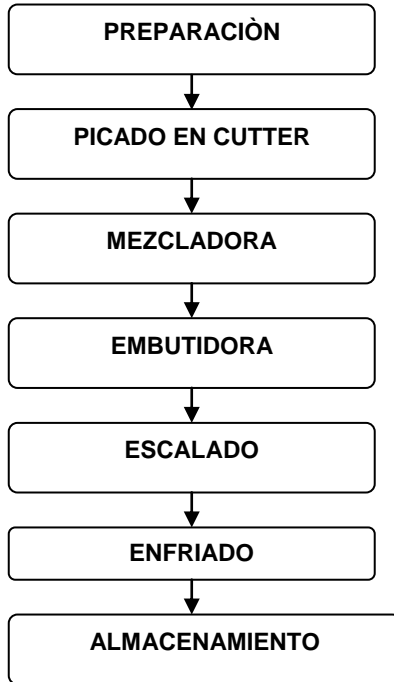 PREPARACIÒN
PICADO EN CUTTER
MEZCLADORA
EMBUTIDORA
ESCALADO
ENFRIADO
ALMACENAMIENTO